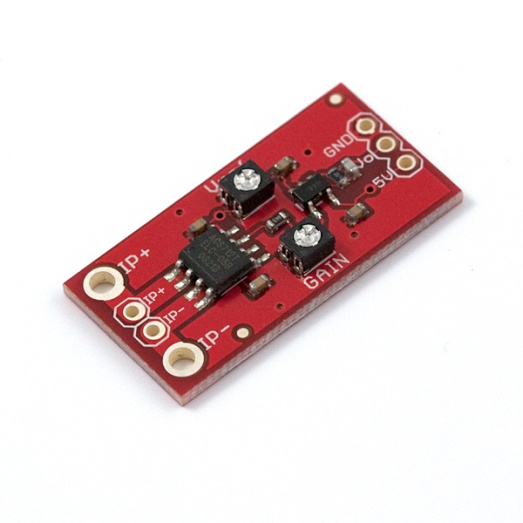 GND
Vo
5V
GAIN
IP+
IP+
IP-
IP-